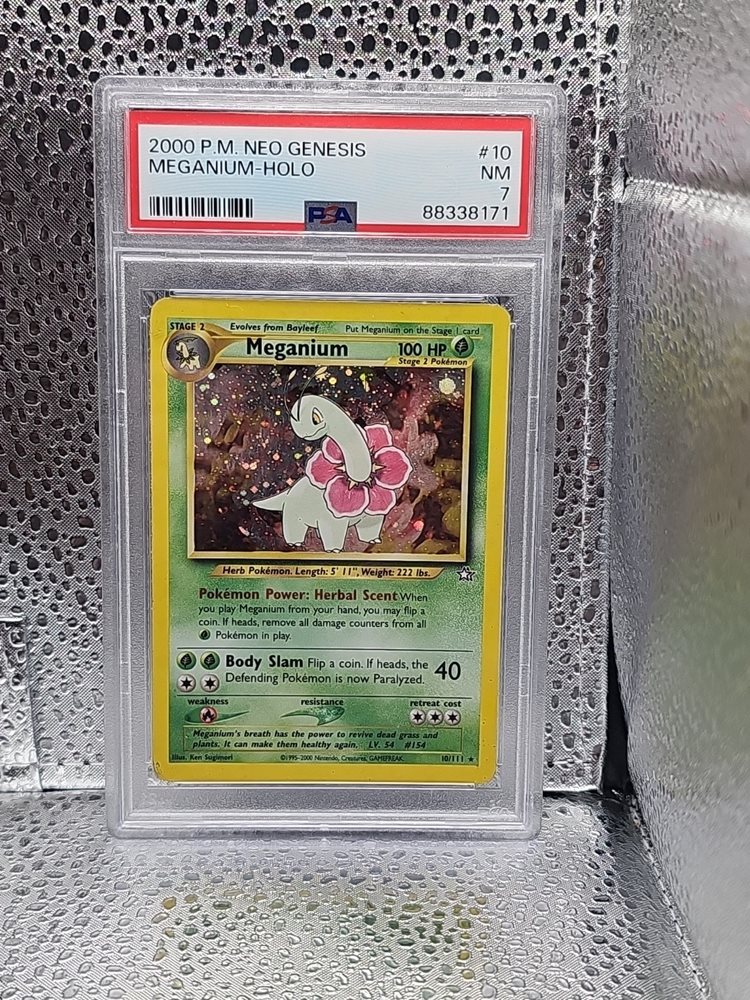 2000 P.M. NEO GENESIS #10
MEGANIUM-HOLO NM
7
PSA 88338171
STAGE 2 Evolves from Bayleef Put Meganium on the Stage 1 card
Meganium 100 HP
Stage 2 Pokémon
Herb Pokémon. Length: 5' 11", Weight: 222 lbs.
Pokémon Power: Herbal Scent When
you play Meganium from your hand, you may flip a
coin. If heads, remove all damage counters from all
Pokémon in play.
Body Slam Flip a coin. If heads, the 40
Defending Pokémon is now Paralyzed.
weakness resistance retreat cost
Meganium's breath has the power to revive dead grass and
plants. It can make them healthy again. LV. 54 #154
Illus. Ken Sugimori ©1995-2000 Nintendo, Creatures, GAMEFREAK. 10/111 ★